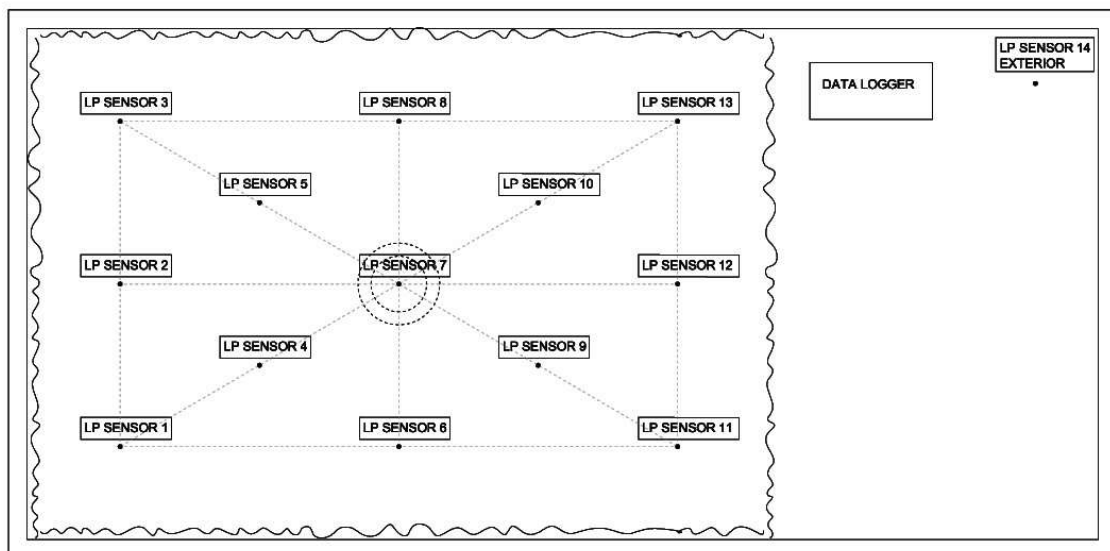 LP SENSOR 14
EXTERIOR
DATA LOGGER
LP SENSOR 3
LP SENSOR 8
LP SENSOR 13
LP SENSOR 5
LP SENSOR 10
LP SENSOR 2
LP SENSOR 7
LP SENSOR 12
LP SENSOR 4
LP SENSOR 9
LP SENSOR 1
LP SENSOR 6
LP SENSOR 11